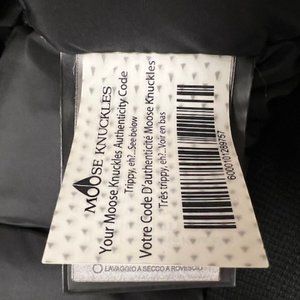 MOOSE KNUCKLES
Your Moose Knuckles Authenticity Code
Trippy, eh?...See below
Votre Code D'authenticité Moose Knuckles
Très trippy, eh?...Voir en bas
6000101789757
LAVAGGIO A SECCO A ROVESCIO